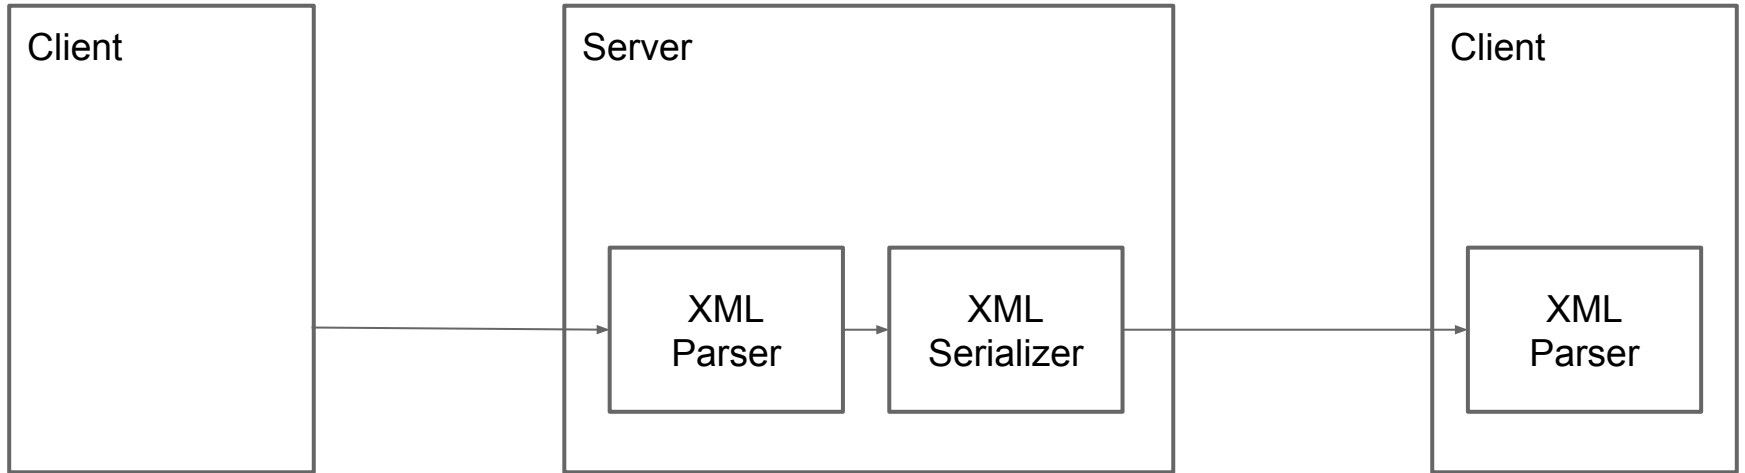 Client
Server
Client
XML
Parser
XML
Serializer
XML
Parser